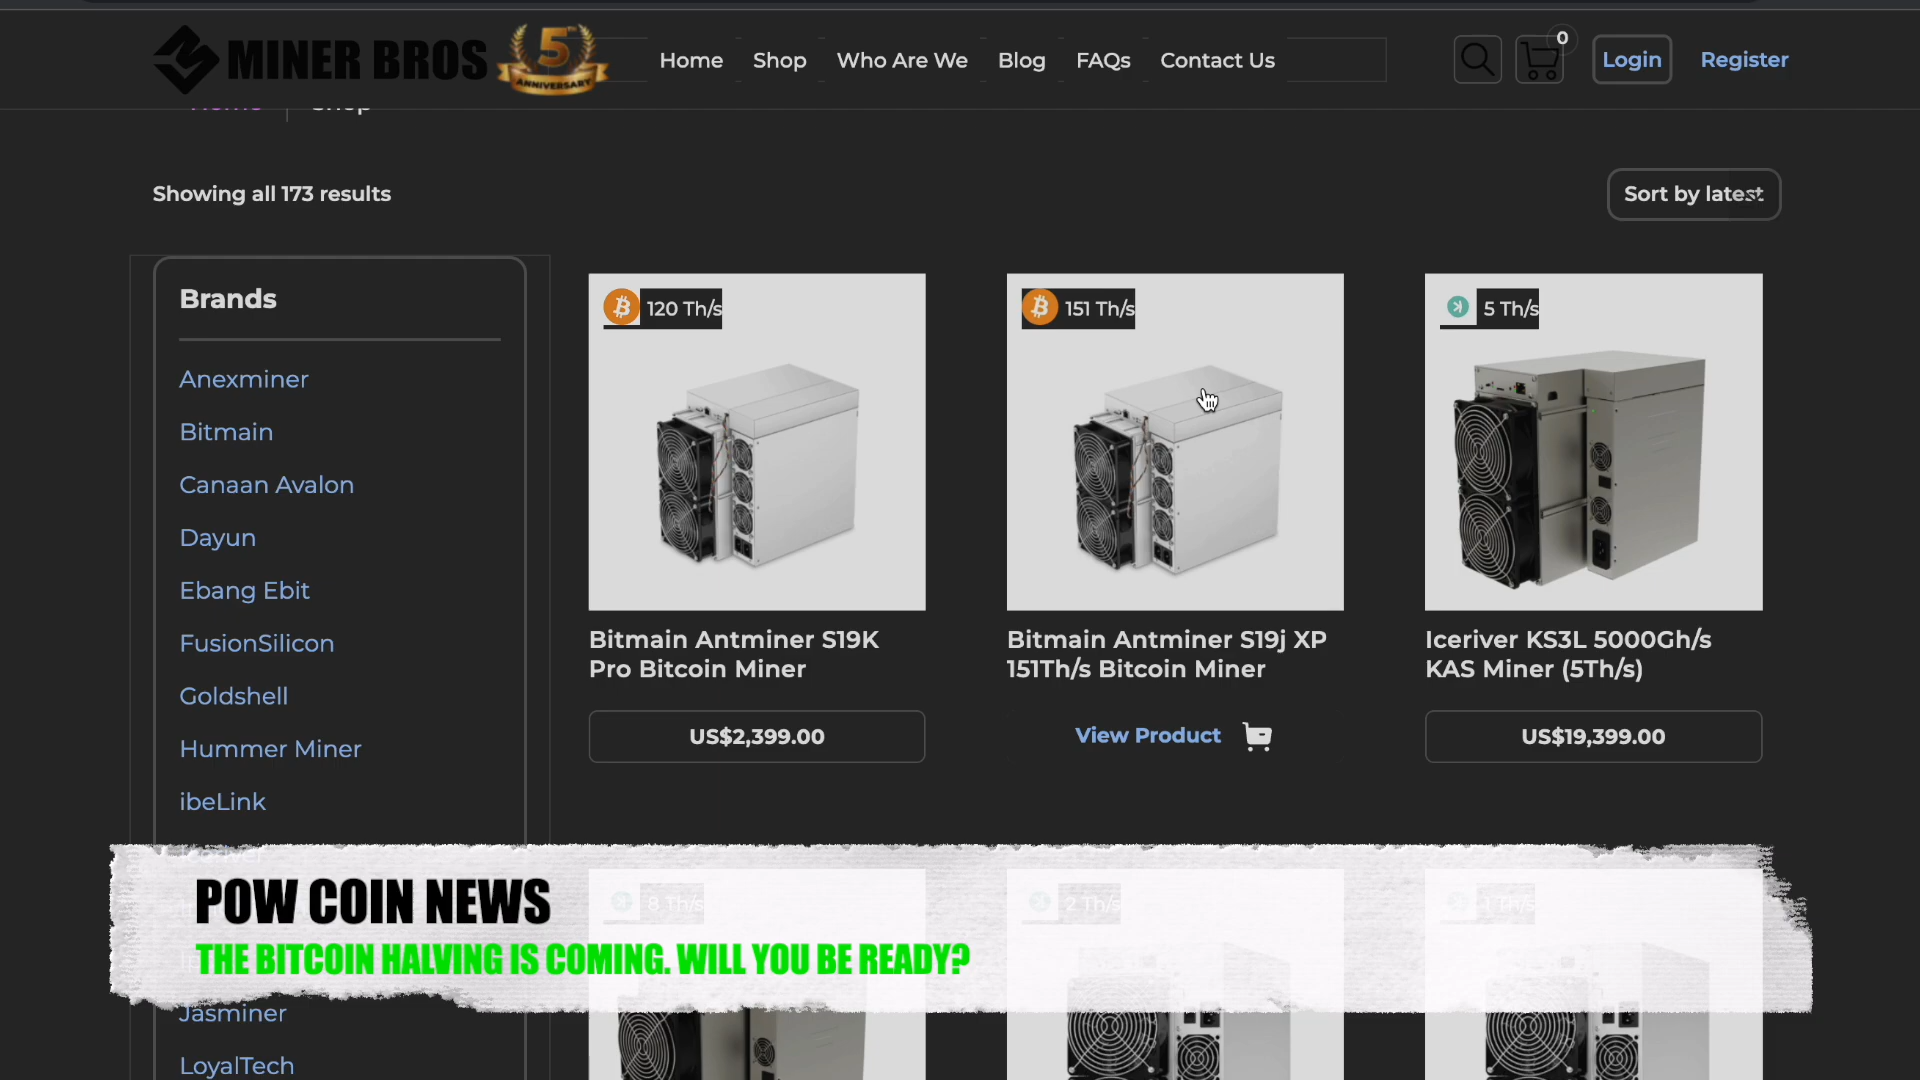 MINER BROS
5TH
ANNIVERSARY
Home
Shop
Who Are We
Blog
FAQs
Contact Us
0
Login
Register
Home
Shop
Showing all 173 results
Sort by latest
Brands
Anexminer
Bitmain
Canaan Avalon
Dayun
Ebang Ebit
FusionSilicon
Goldshell
Hummer Miner
ibeLink
Jasminer
LoyalTech
120 Th/s
Bitmain Antminer S19K
Pro Bitcoin Miner
US$2,399.00
151 Th/s
Bitmain Antminer S19j XP
151Th/s Bitcoin Miner
View Product
5 Th/s
Iceriver KS3L 5000Gh/s
KAS Miner (5Th/s)
US$19,399.00
8 Th/s
2 Th/s
1 Th/s
POW COIN NEWS
THE BITCOIN HALVING IS COMING. WILL YOU BE READY?